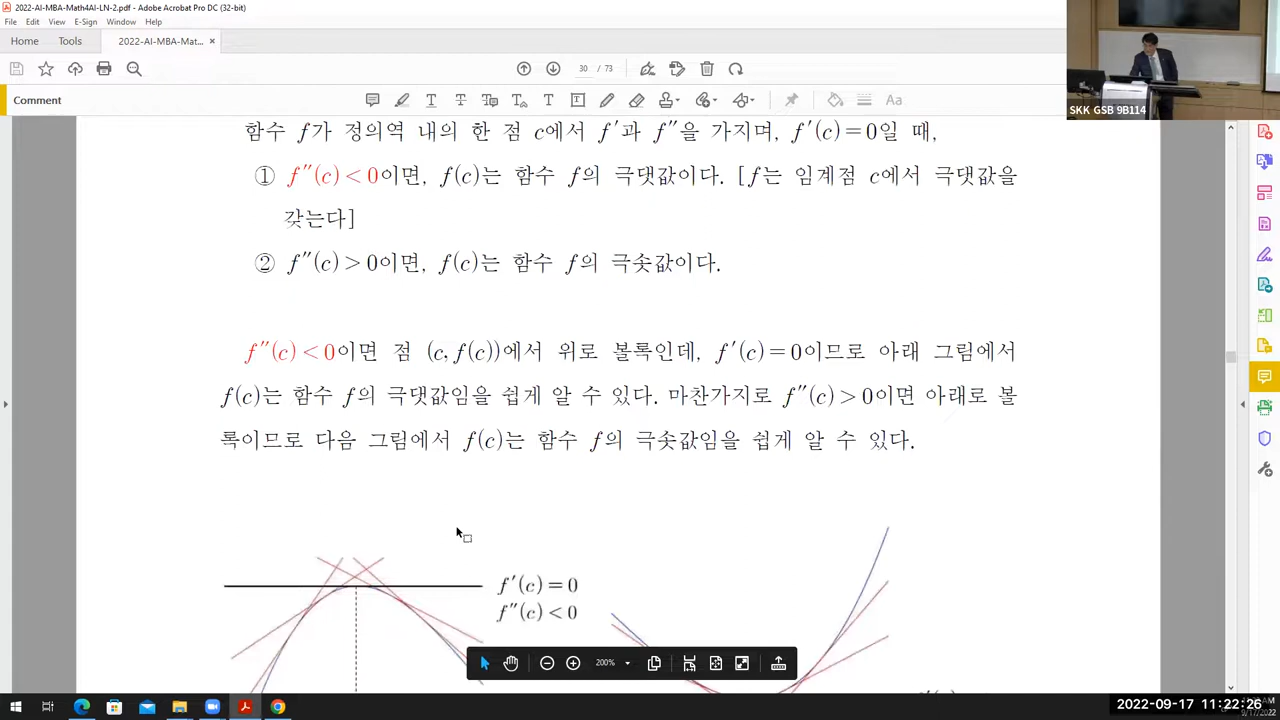 2022-AI-MBA-Math4AI-LN-2.pdf - Adobe Acrobat Pro DC (32-bit)
File Edit View E-Sign Window Help
Home Tools 2022-AI-MBA-Mat... ×
30 / 73
Comment
SKK GSB 9B114
함수 f가 정의역 내의 한 점 c에서 f′과 f″을 가지며, f′(c)=0일 때,
① f″(c)<0이면, f(c)는 함수 f의 극댓값이다. [f는 임계점 c에서 극댓값을
갖는다]
② f″(c)>0이면, f(c)는 함수 f의 극솟값이다.
f″(c)<0이면 점 (c, f(c))에서 위로 볼록인데, f′(c)=0이므로 아래 그림에서
f(c)는 함수 f의 극댓값임을 쉽게 알 수 있다. 마찬가지로 f″(c)>0이면 아래로 볼
록이므로 다음 그림에서 f(c)는 함수 f의 극솟값임을 쉽게 알 수 있다.
f′(c)=0
f″(c)<0
200%
2022-09-17 11:22:26